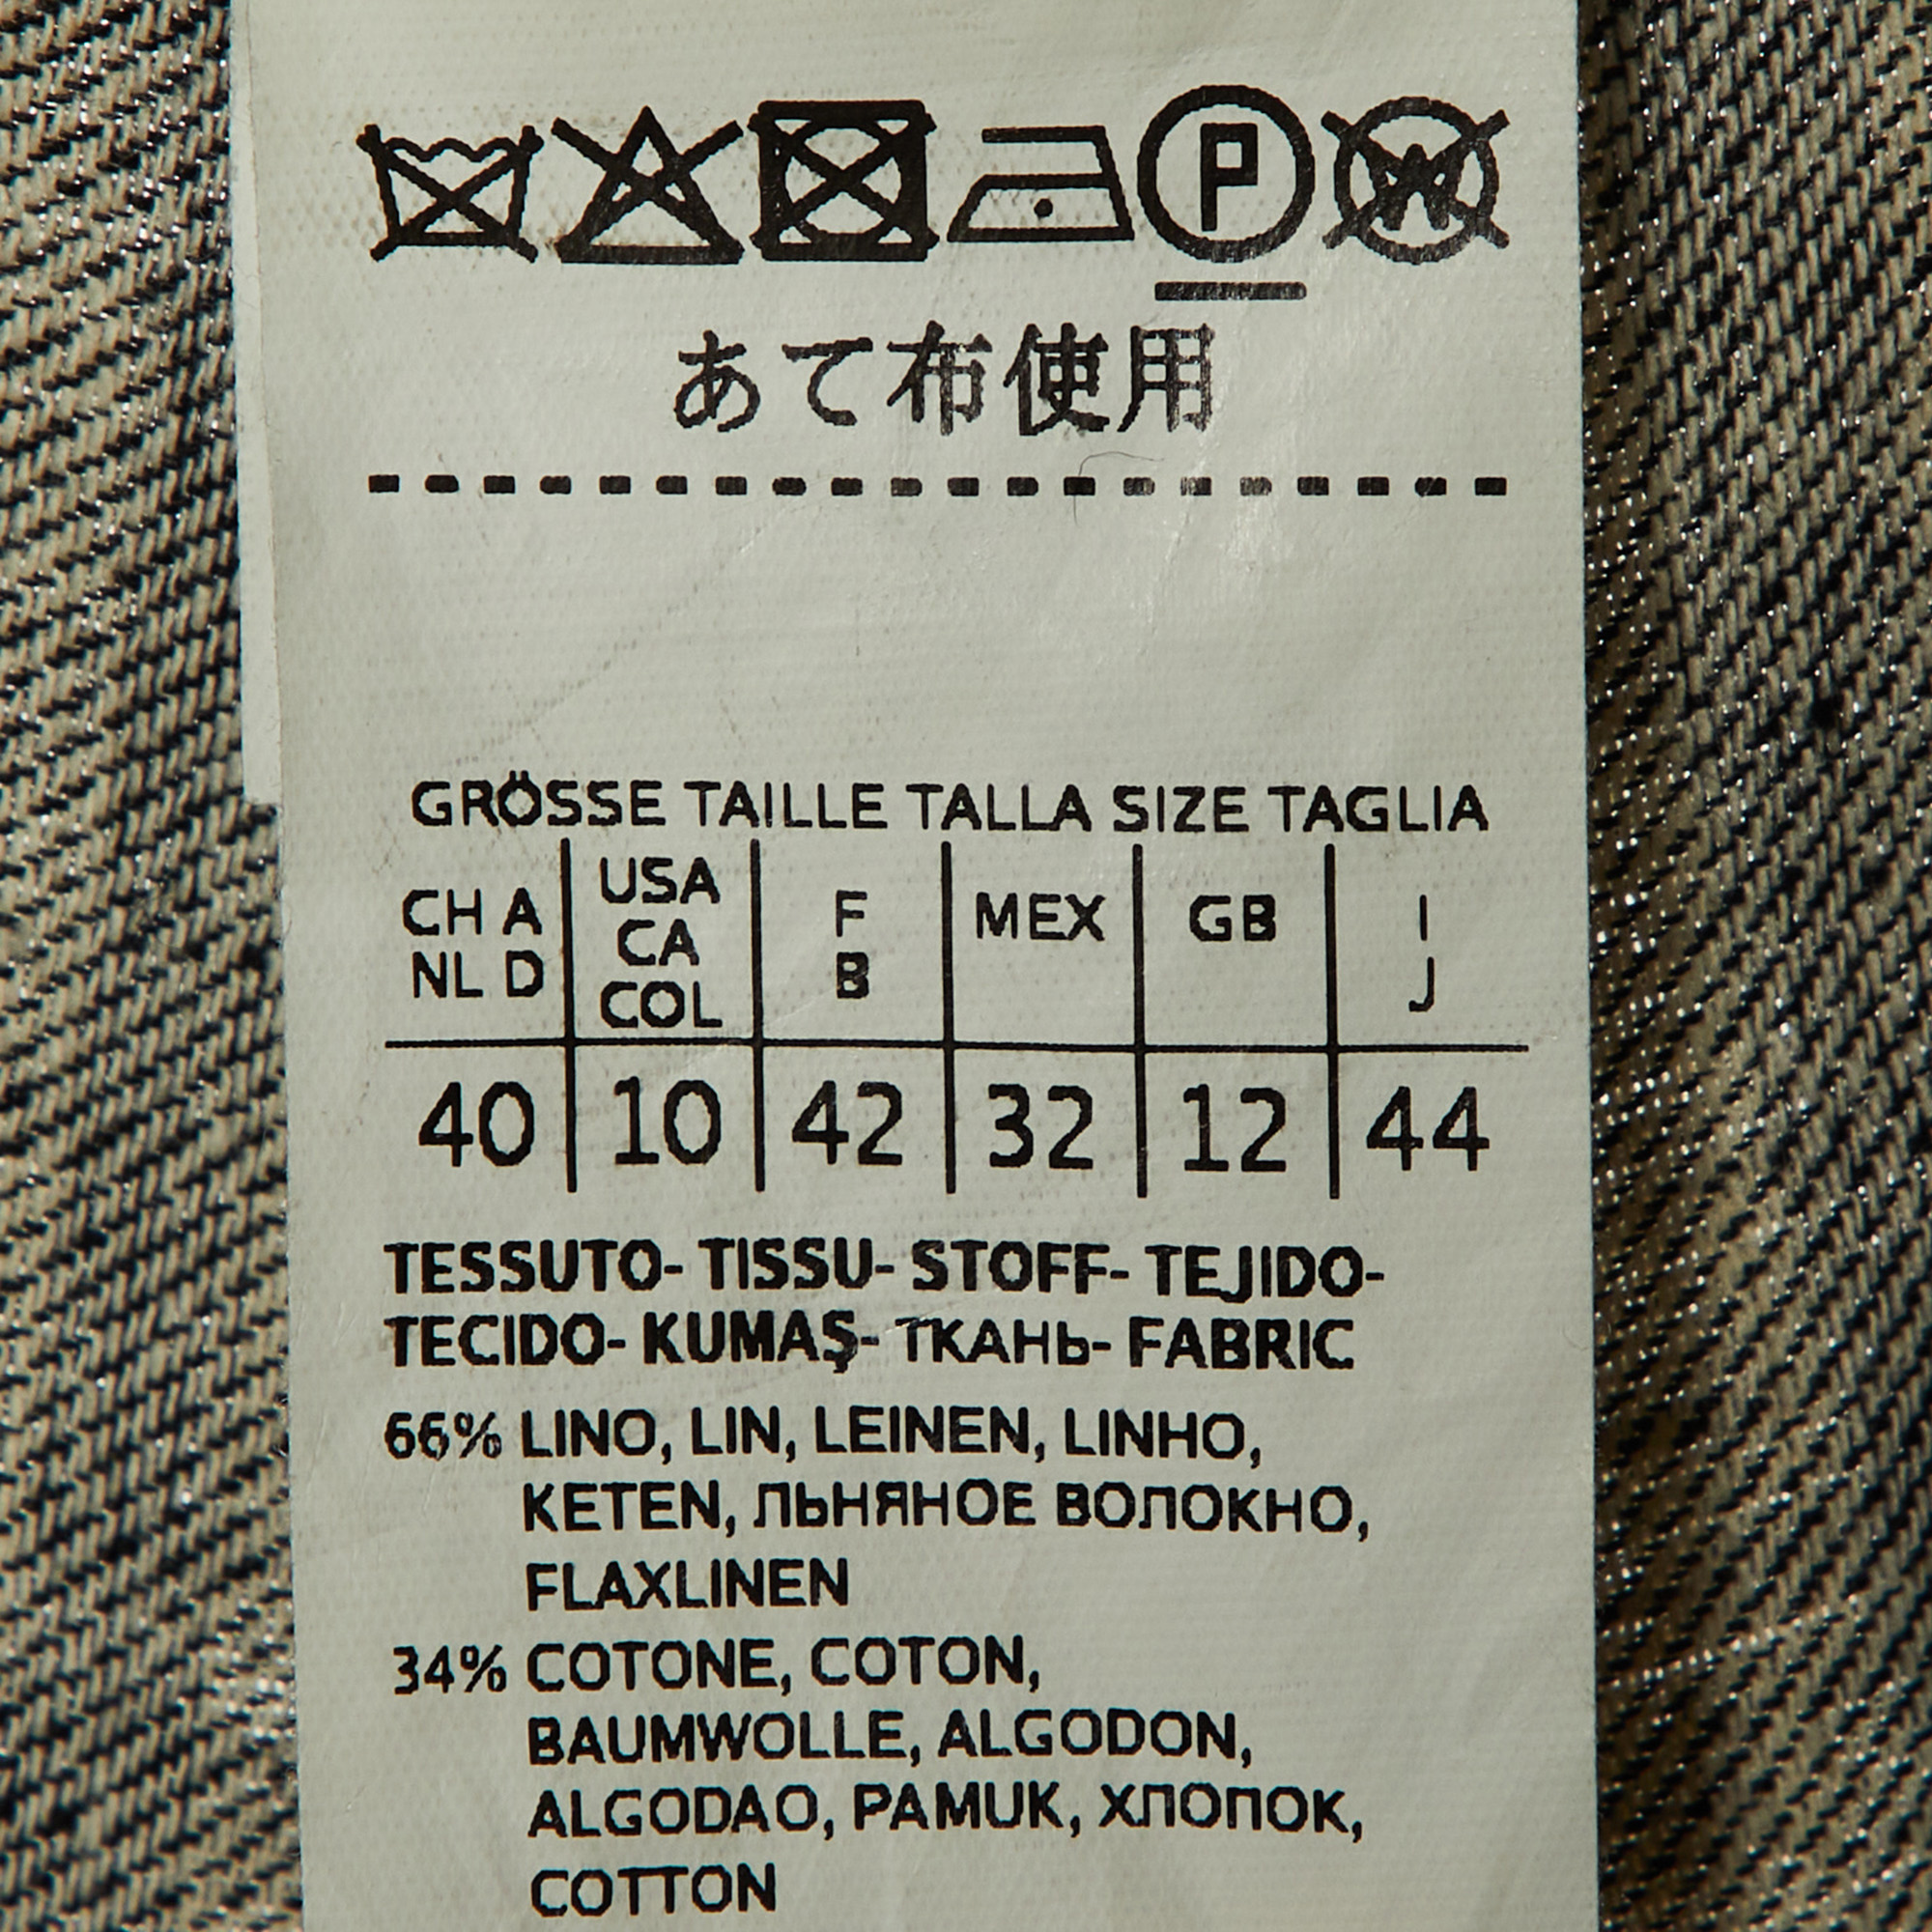 P W
あて布使用
GRÖSSE TAILLE TALLA SIZE TAGLIA
CH A NL D
USA CA COL
F B
MEX
GB
I J
40 10 42 32 12 44
TESSUTO- TISSU- STOFF- TEJIDO-
TECIDO- KUMAŞ- ТКАНЬ- FABRIC
66% LINO, LIN, LEINEN, LINHO,
KETEN, ЛЬНЯНОЕ ВОЛОКНО,
FLAXLINEN
34% COTONE, COTON,
BAUMWOLLE, ALGODON,
ALGODAO, PAMUK, ХЛОПОК,
COTTON